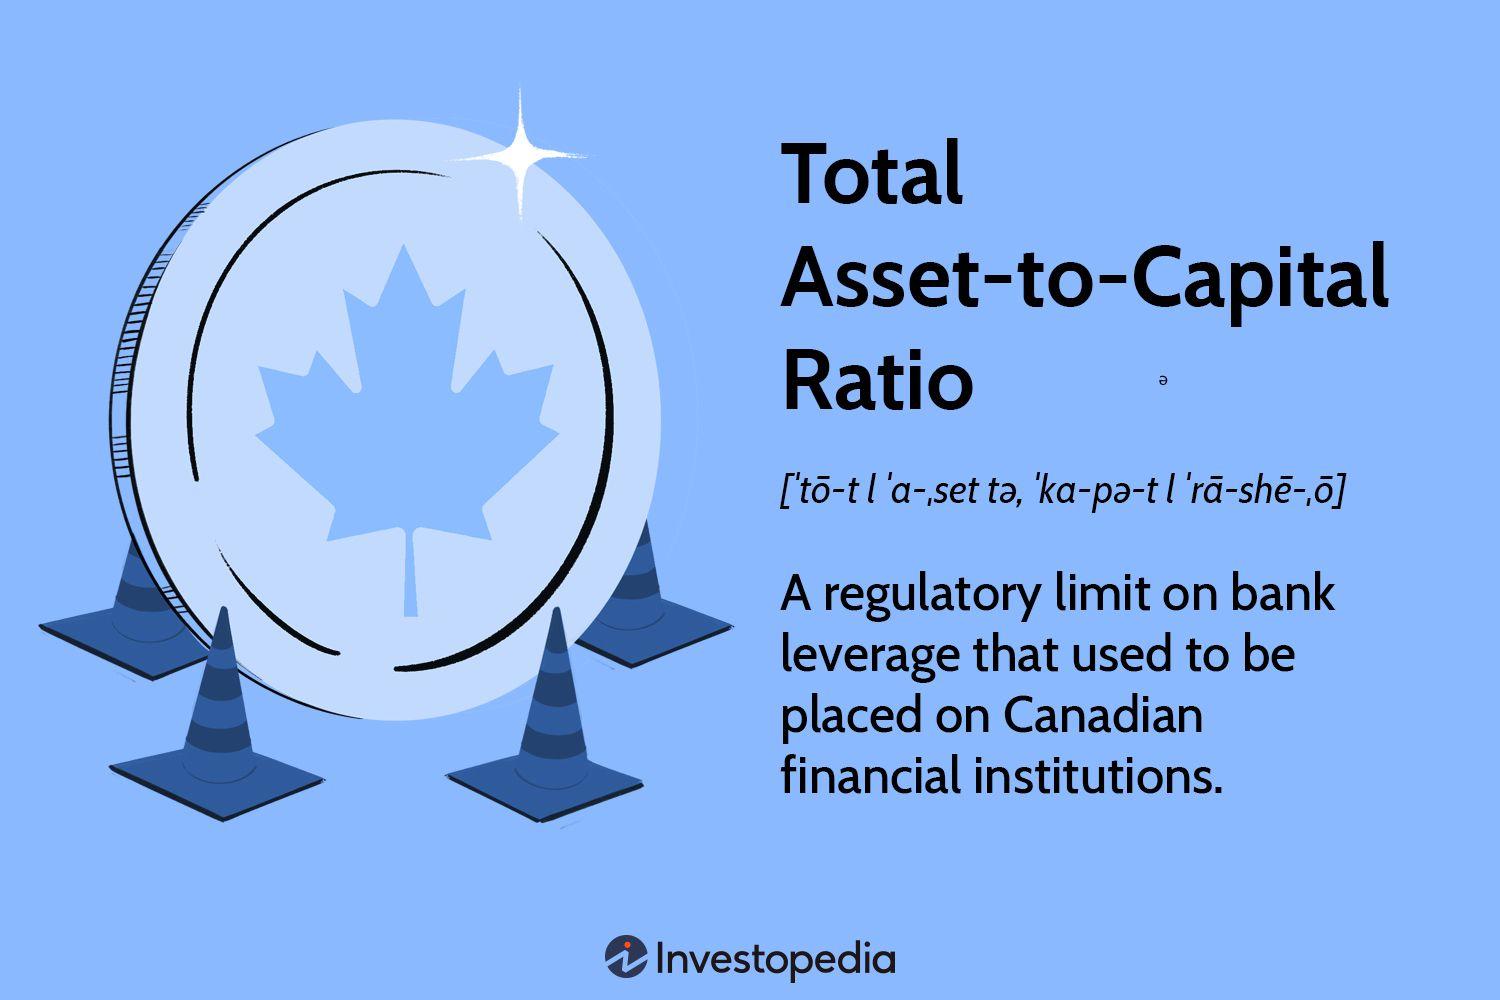 Total
Asset-to-Capital
Ratio
ə
[ˈtō-t l ˈa-ˌset tə, ˈka-pə-t l ˈrā-shē-ˌō]
A regulatory limit on bank
leverage that used to be
placed on Canadian
financial institutions.
Investopedia